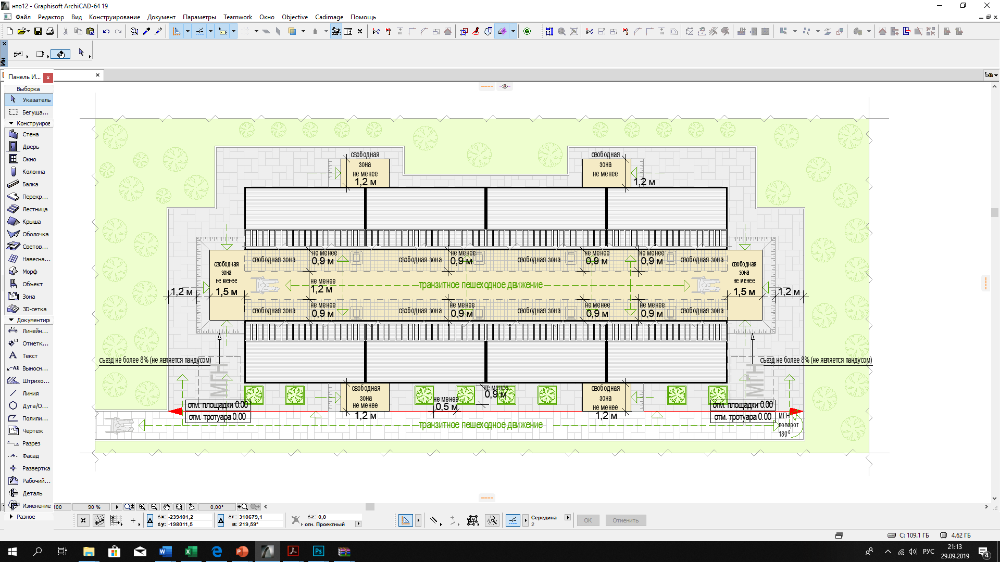 нто12 - Graphisoft ArchiCAD-64 19
Файл Редактор Вид Конструирование Документ Параметры Teamwork Окно Objective Cadimage Помощь
Ин
Панель И...
Выборка
Указатель
Бегуща...
Конструиров
Стена
Дверь
Окно
Колонна
Балка
Перекр...
Лестница
Крыша
Оболочка
Светов...
Навесна...
Морф
Объект
Зона
3D-сетка
Документир
Линейн...
Отметк...
Текст
Выносн...
Штрихо...
Линия
Дуга/О...
Полили...
Чертеж
Разрез
Фасад
Развертка
Рабочий...
Деталь
Изменение
Разное
свободная
зона
не менее
1,2 м
свободная
зона
не менее
1,2 м
свободная зона
не менее
0,9 м
свободная зона
не менее
0,9 м
свободная зона
не менее
0,9 м
не менее
0,9 м
свободная зона
свободная
зона
не менее
1,5 м
1,2 м
не менее
1,2 м
транзитное пешеходное движение
свободная
зона
не менее
1,5 м
1,2 м
свободная зона
не менее
0,9 м
свободная зона
не менее
0,9 м
свободная зона
не менее
0,9 м
не менее
0,9 м
свободная зона
съезд не более 8% (не является пандусом)
съезд не более 8% (не является пандусом)
МГН
МГН
свободная
зона
не менее
1,2 м
не менее
0,5 м
не менее
0,9 м
свободная
зона
не менее
1,2 м
отм. площадки 0.00
отм. тротуара 0.00
отм. площадки 0.00
отм. тротуара 0.00
МГН
поворот
180°
транзитное пешеходное движение
100
90 %
0,00°
Δx: -239401,2
Δy: -198011,5
Δr: 310679,1
a: 219,59°
Δz: 0,0
отн. Проектный
Середина
2
ОК
Отменить
C: 109.1 ГБ
4.62 ГБ
РУС
21:13
29.09.2019
4